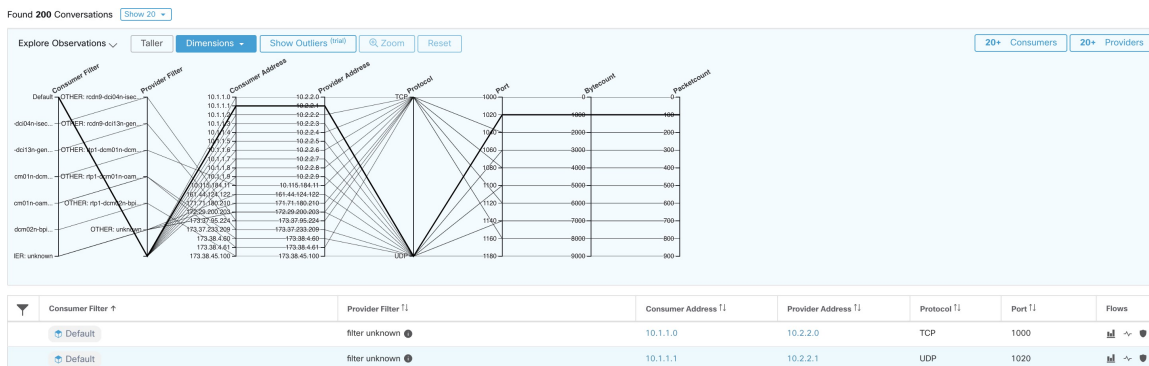 Found 200 Conversations Show 20
Explore Observations Taller Dimensions Show Outliers (trial) Zoom Reset 20+ Consumers 20+ Providers
Consumer Filter Provider Filter Consumer Address Provider Address Protocol Port Bytecount Packetcount
Default OTHER: rcdn9-dci04n-isec... 10.1.1.0 10.2.2.0 TCP 1000 0 0
10.1.1.1 10.2.2.1
10.1.1.2 10.2.2.2 1020 1000 100
-dci04n-isec... OTHER: rcdn9-dci13n-gen... 10.1.1.3 10.2.2.3
10.1.1.4 10.2.2.4 1040 2000 200
10.1.1.5 10.2.2.5
-dci13n-gen... OTHER: rtp1-dcm01n-dcm... 10.1.1.6 10.2.2.6 1060 3000 300
10.1.1.7 10.2.2.7
10.1.1.8 10.2.2.8 1080 4000 400
cm01n-dcm... OTHER: rtp1-dcm01n-oam... 10.1.1.9 10.2.2.9
10.115.184.11 10.115.184.11 1100 5000 500
161.44.124.122 161.44.124.122
cm01n-oam... OTHER: rtp1-dcm02n-bpi... 171.71.180.210 171.71.180.210 1120 6000 600
172.29.200.203 172.29.200.203
173.37.95.224 173.37.95.224 1140 7000 700
dcm02n-bpi... OTHER: unknown 173.37.233.209 173.37.233.209
173.38.4.60 173.38.4.60 1160 8000 800
173.38.4.61 173.38.4.61
IER: unknown 173.38.45.100 173.38.45.100 UDP 1180 9000 900
Consumer Filter ↑ Provider Filter ↑↓ Consumer Address ↑↓ Provider Address ↑↓ Protocol ↑↓ Port ↑↓ Flows
Default filter unknown 10.1.1.0 10.2.2.0 TCP 1000
Default filter unknown 10.1.1.1 10.2.2.1 UDP 1020